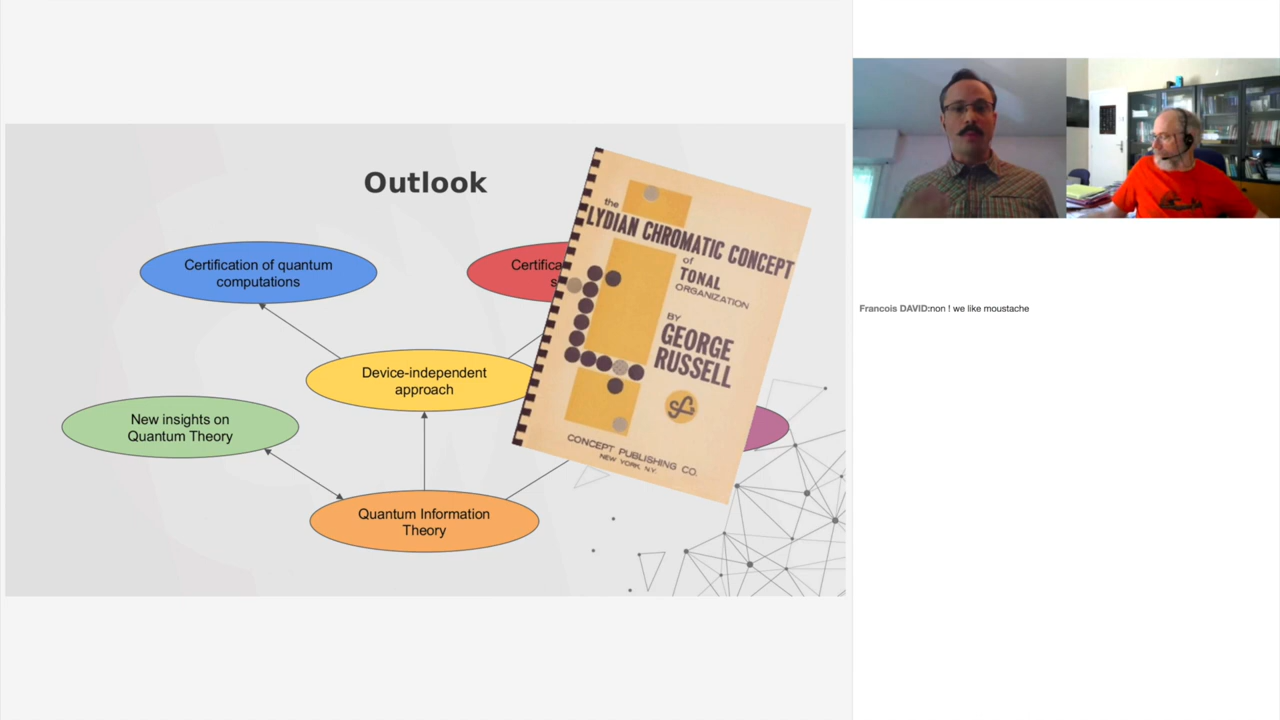 Outlook
Certification of quantum
computations
Certifica
s
Device-independent
approach
New insights on
Quantum Theory
Quantum Information
Theory
the
LYDIAN CHROMATIC CONCEPT
of
TONAL
ORGANIZATION
BY
GEORGE
RUSSELL
CONCEPT PUBLISHING CO.
NEW YORK, N.Y.
Francois DAVID:non ! we like moustache